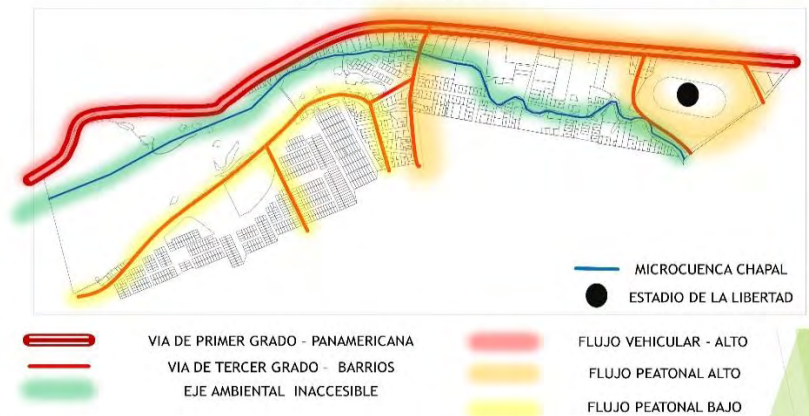 MICROCUENCA CHAPAL
ESTADIO DE LA LIBERTAD
VIA DE PRIMER GRADO - PANAMERICANA
VIA DE TERCER GRADO - BARRIOS
EJE AMBIENTAL INACCESIBLE
FLUJO VEHICULAR - ALTO
FLUJO PEATONAL ALTO
FLUJO PEATONAL BAJO